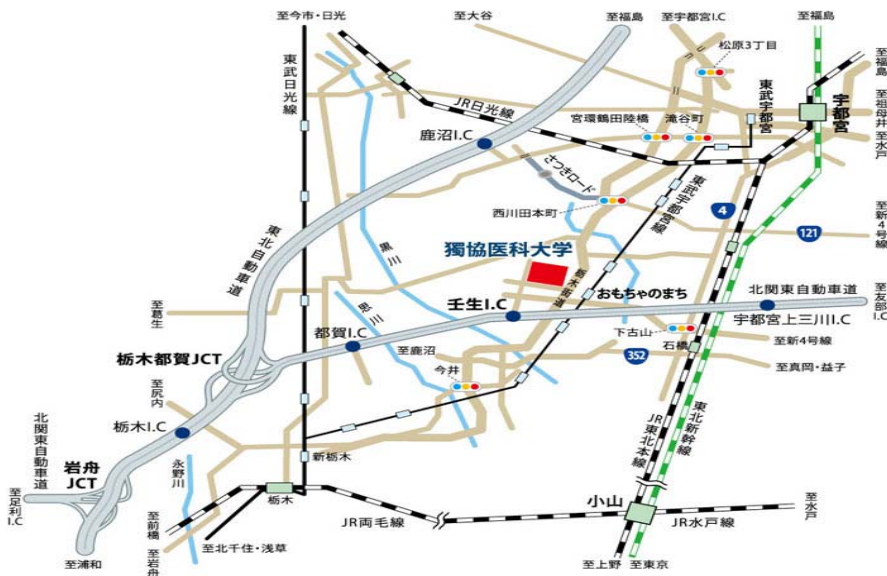 至今市・日光
至大谷
至福島
至宇都宮I.C
至福島
松原3丁目
至福島
東武日光線
JR日光線
宮環鶴田陸橋
滝谷町
東武宇都宮
宇都宮
至祖母井
至水戸
鹿沼I.C
さつきロード
西川田本町
東武宇都宮線
4
121
至新4号線
東北自動車道
黒川
獨協医科大学
栃木街道
おもちゃのまち
北関東自動車道
至友部I.C
至葛生
思川
壬生I.C
都賀I.C
宇都宮上三川I.C
下古山
石橋
至新4号線
栃木都賀JCT
至鹿沼
352
至真岡・益子
今井
至尻内
栃木I.C
北関東自動車道
岩舟
JCT
永野川
新栃木
JR東北本線
東北新幹線
至足利I.C
栃木
小山
至水戸
至前橋
JR両毛線
JR水戸線
至浦和
至岩舟
至北千住・浅草
至上野
至東京